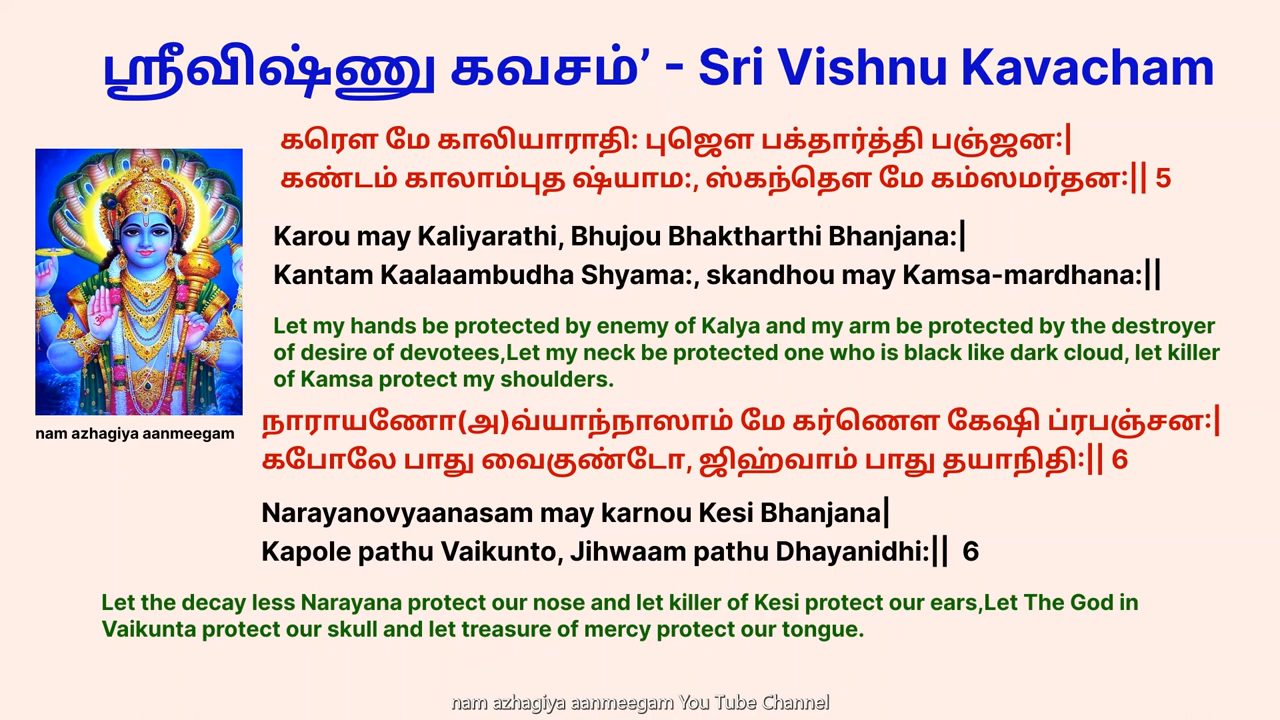 ஸ்ரீவிஷ்ணு கவசம்’ - Sri Vishnu Kavacham
கரௌ மே காலியாராதி: புஜௌ பக்தார்த்தி பஞ்ஜன:|
கண்டம் காலாம்புத ஷ்யாம:, ஸ்கந்தௌ மே கம்ஸமர்தன:|| 5
Karou may Kaliyarathi, Bhujou Bhaktharthi Bhanjana:|
Kantam Kaalaambudha Shyama:, skandhou may Kamsa-mardhana:||
Let my hands be protected by enemy of Kalya and my arm be protected by the destroyer
of desire of devotees,Let my neck be protected one who is black like dark cloud, let killer
of Kamsa protect my shoulders.
nam azhagiya aanmeegam
நாராயணோ(அ)வ்யாந்நாஸாம் மே கர்ணௌ கேஷி ப்ரபஞ்சன:|
கபோலே பாது வைகுண்டோ, ஜிஹ்வாம் பாது தயாநிதி:|| 6
Narayanovyaanasam may karnou Kesi Bhanjana|
Kapole pathu Vaikunto, Jihwaam pathu Dhayanidhi:|| 6
Let the decay less Narayana protect our nose and let killer of Kesi protect our ears,Let The God in
Vaikunta protect our skull and let treasure of mercy protect our tongue.
nam azhagiya aanmeegam You Tube Channel